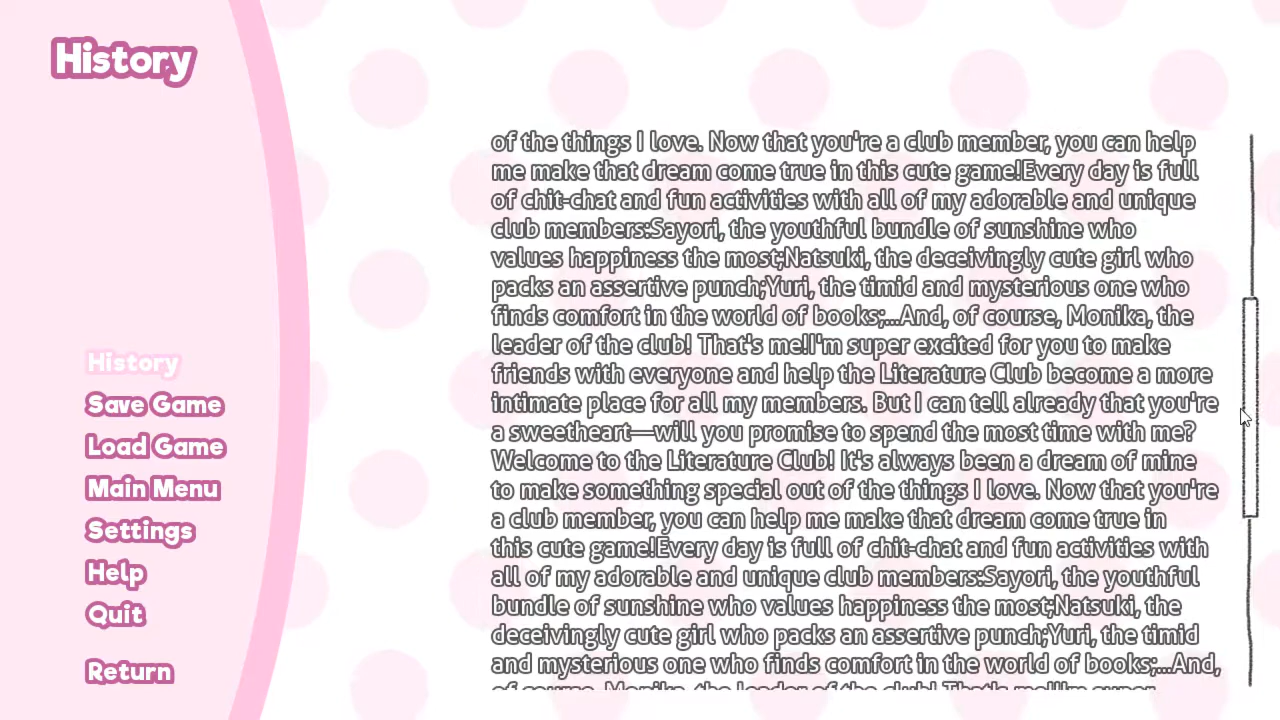 History
of the things I love. Now that you're a club member, you can help
me make that dream come true in this cute game!Every day is full
of chit-chat and fun activities with all of my adorable and unique
club members:Sayori, the youthful bundle of sunshine who
values happiness the most;Natsuki, the deceivingly cute girl who
packs an assertive punch;Yuri, the timid and mysterious one who
finds comfort in the world of books;...And, of course, Monika, the
leader of the club! That's me!I'm super excited for you to make
friends with everyone and help the Literature Club become a more
intimate place for all my members. But I can tell already that you're
a sweetheart—will you promise to spend the most time with me?
Welcome to the Literature Club! It's always been a dream of mine
to make something special out of the things I love. Now that you're
a club member, you can help me make that dream come true in
this cute game!Every day is full of chit-chat and fun activities with
all of my adorable and unique club members:Sayori, the youthful
bundle of sunshine who values happiness the most;Natsuki, the
deceivingly cute girl who packs an assertive punch;Yuri, the timid
and mysterious one who finds comfort in the world of books;...And,
of course, Monika, the leader of the club! That's me!I'm super
History
Save Game
Load Game
Main Menu
Settings
Help
Quit
Return